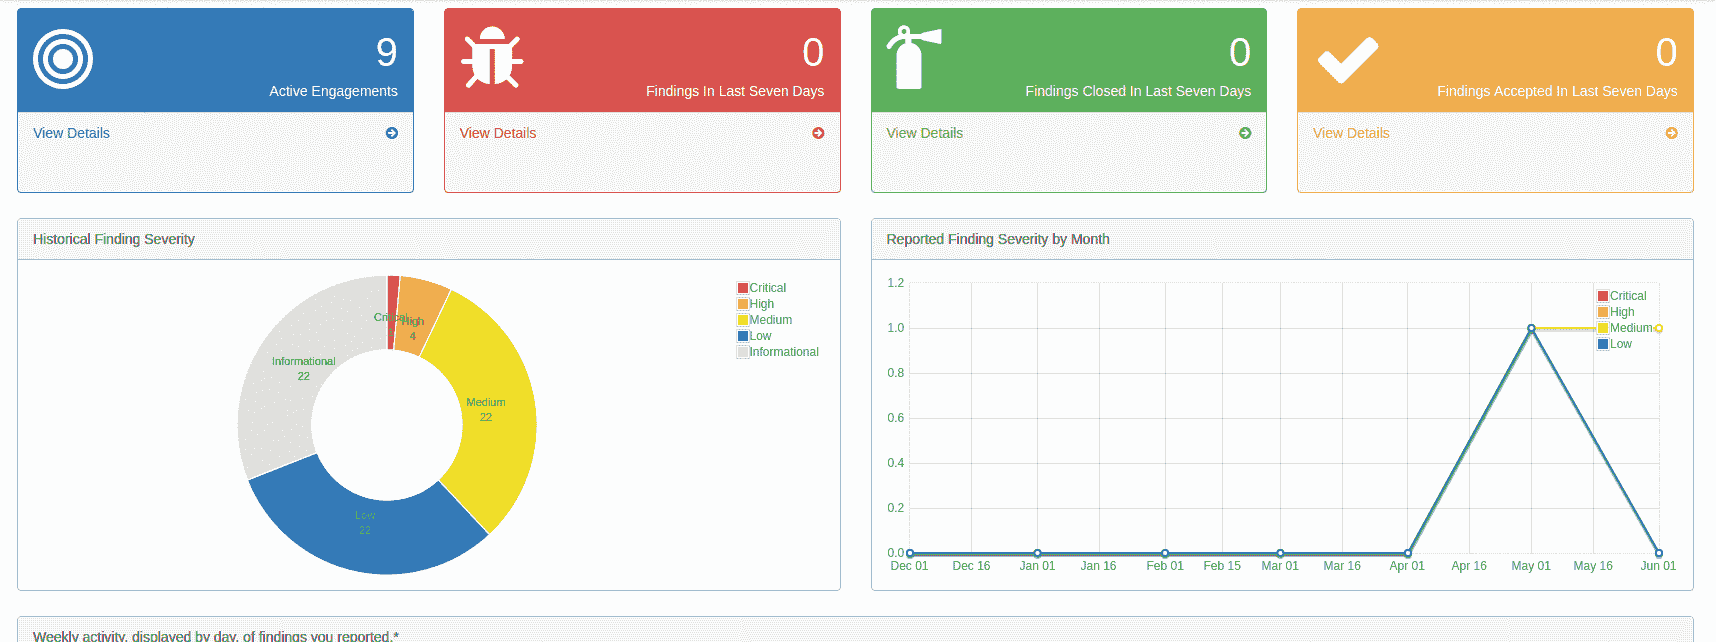 9
Active Engagements
View Details
0
Findings In Last Seven Days
View Details
0
Findings Closed In Last Seven Days
View Details
0
Findings Accepted In Last Seven Days
View Details
Historical Finding Severity
Critical
High
4
Medium
22
Low
22
Informational
22
Critical
High
Medium
Low
Informational
Reported Finding Severity by Month
1.2
1.0
0.8
0.6
0.4
0.2
0.0
Dec 01 Dec 16 Jan 01 Jan 16 Feb 01 Feb 15 Mar 01 Mar 16 Apr 01 Apr 16 May 01 May 16 Jun 01
Critical
High
Medium
Low
Weekly activity, displayed by day, of findings you reported.*